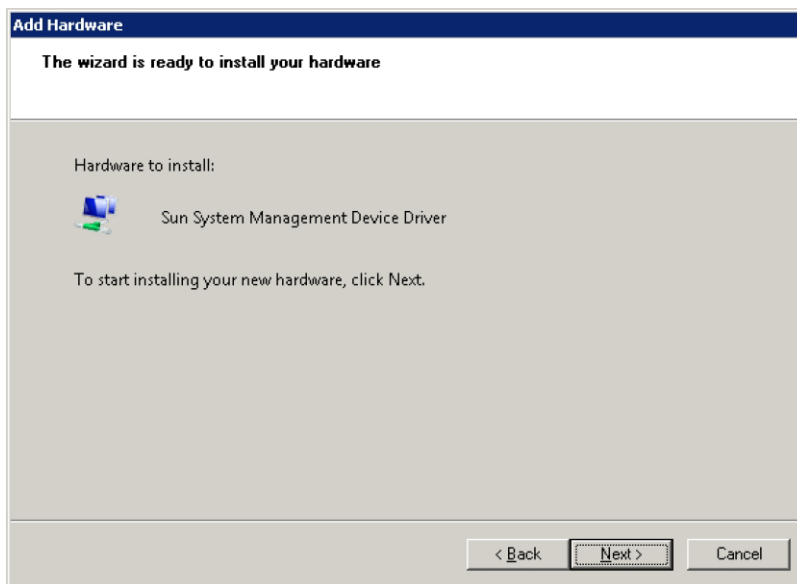 Add Hardware
The wizard is ready to install your hardware
Hardware to install:
Sun System Management Device Driver
To start installing your new hardware, click Next.
< Back Next > Cancel